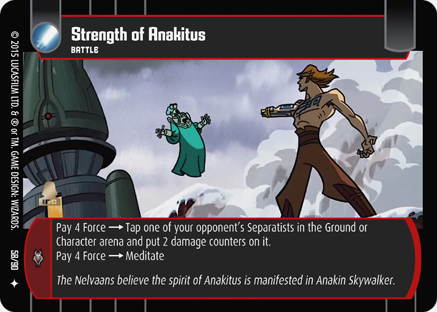 Strength of Anakitus
BATTLE
Pay 4 Force → Tap one of your opponent's Separatists in the Ground or
Character arena and put 2 damage counters on it.
Pay 4 Force → Meditate
The Nelvaans believe the spirit of Anakitus is manifested in Anakin Skywalker.
© 2015 LUCASFILM LTD. & ® or TM. GAME DESIGN: WIZARDS.
58/90